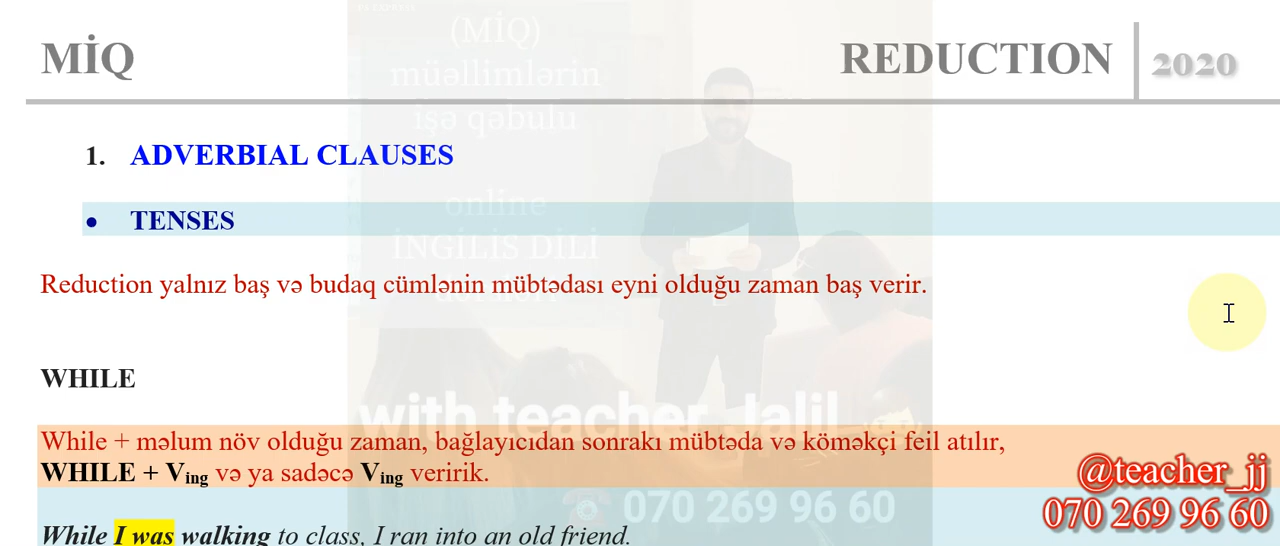 MİQ
REDUCTION 2020
(MİQ)
müəllimlərin
işə qəbulu
1. ADVERBIAL CLAUSES
online
• TENSES
İNGİLİS DİLİ
Reduction yalnız baş və budaq cümlənin mübtədası eyni olduğu zaman baş verir.
WHILE
with teacher Jalil
While + məlum növ olduğu zaman, bağlayıcıdan sonrakı mübtəda və köməkçi feil atılır,
WHILE + Ving və ya sadəcə Ving veririk.
@teacher_jj
070 269 96 60
☎ 070 269 96 60
While I was walking to class, I ran into an old friend.